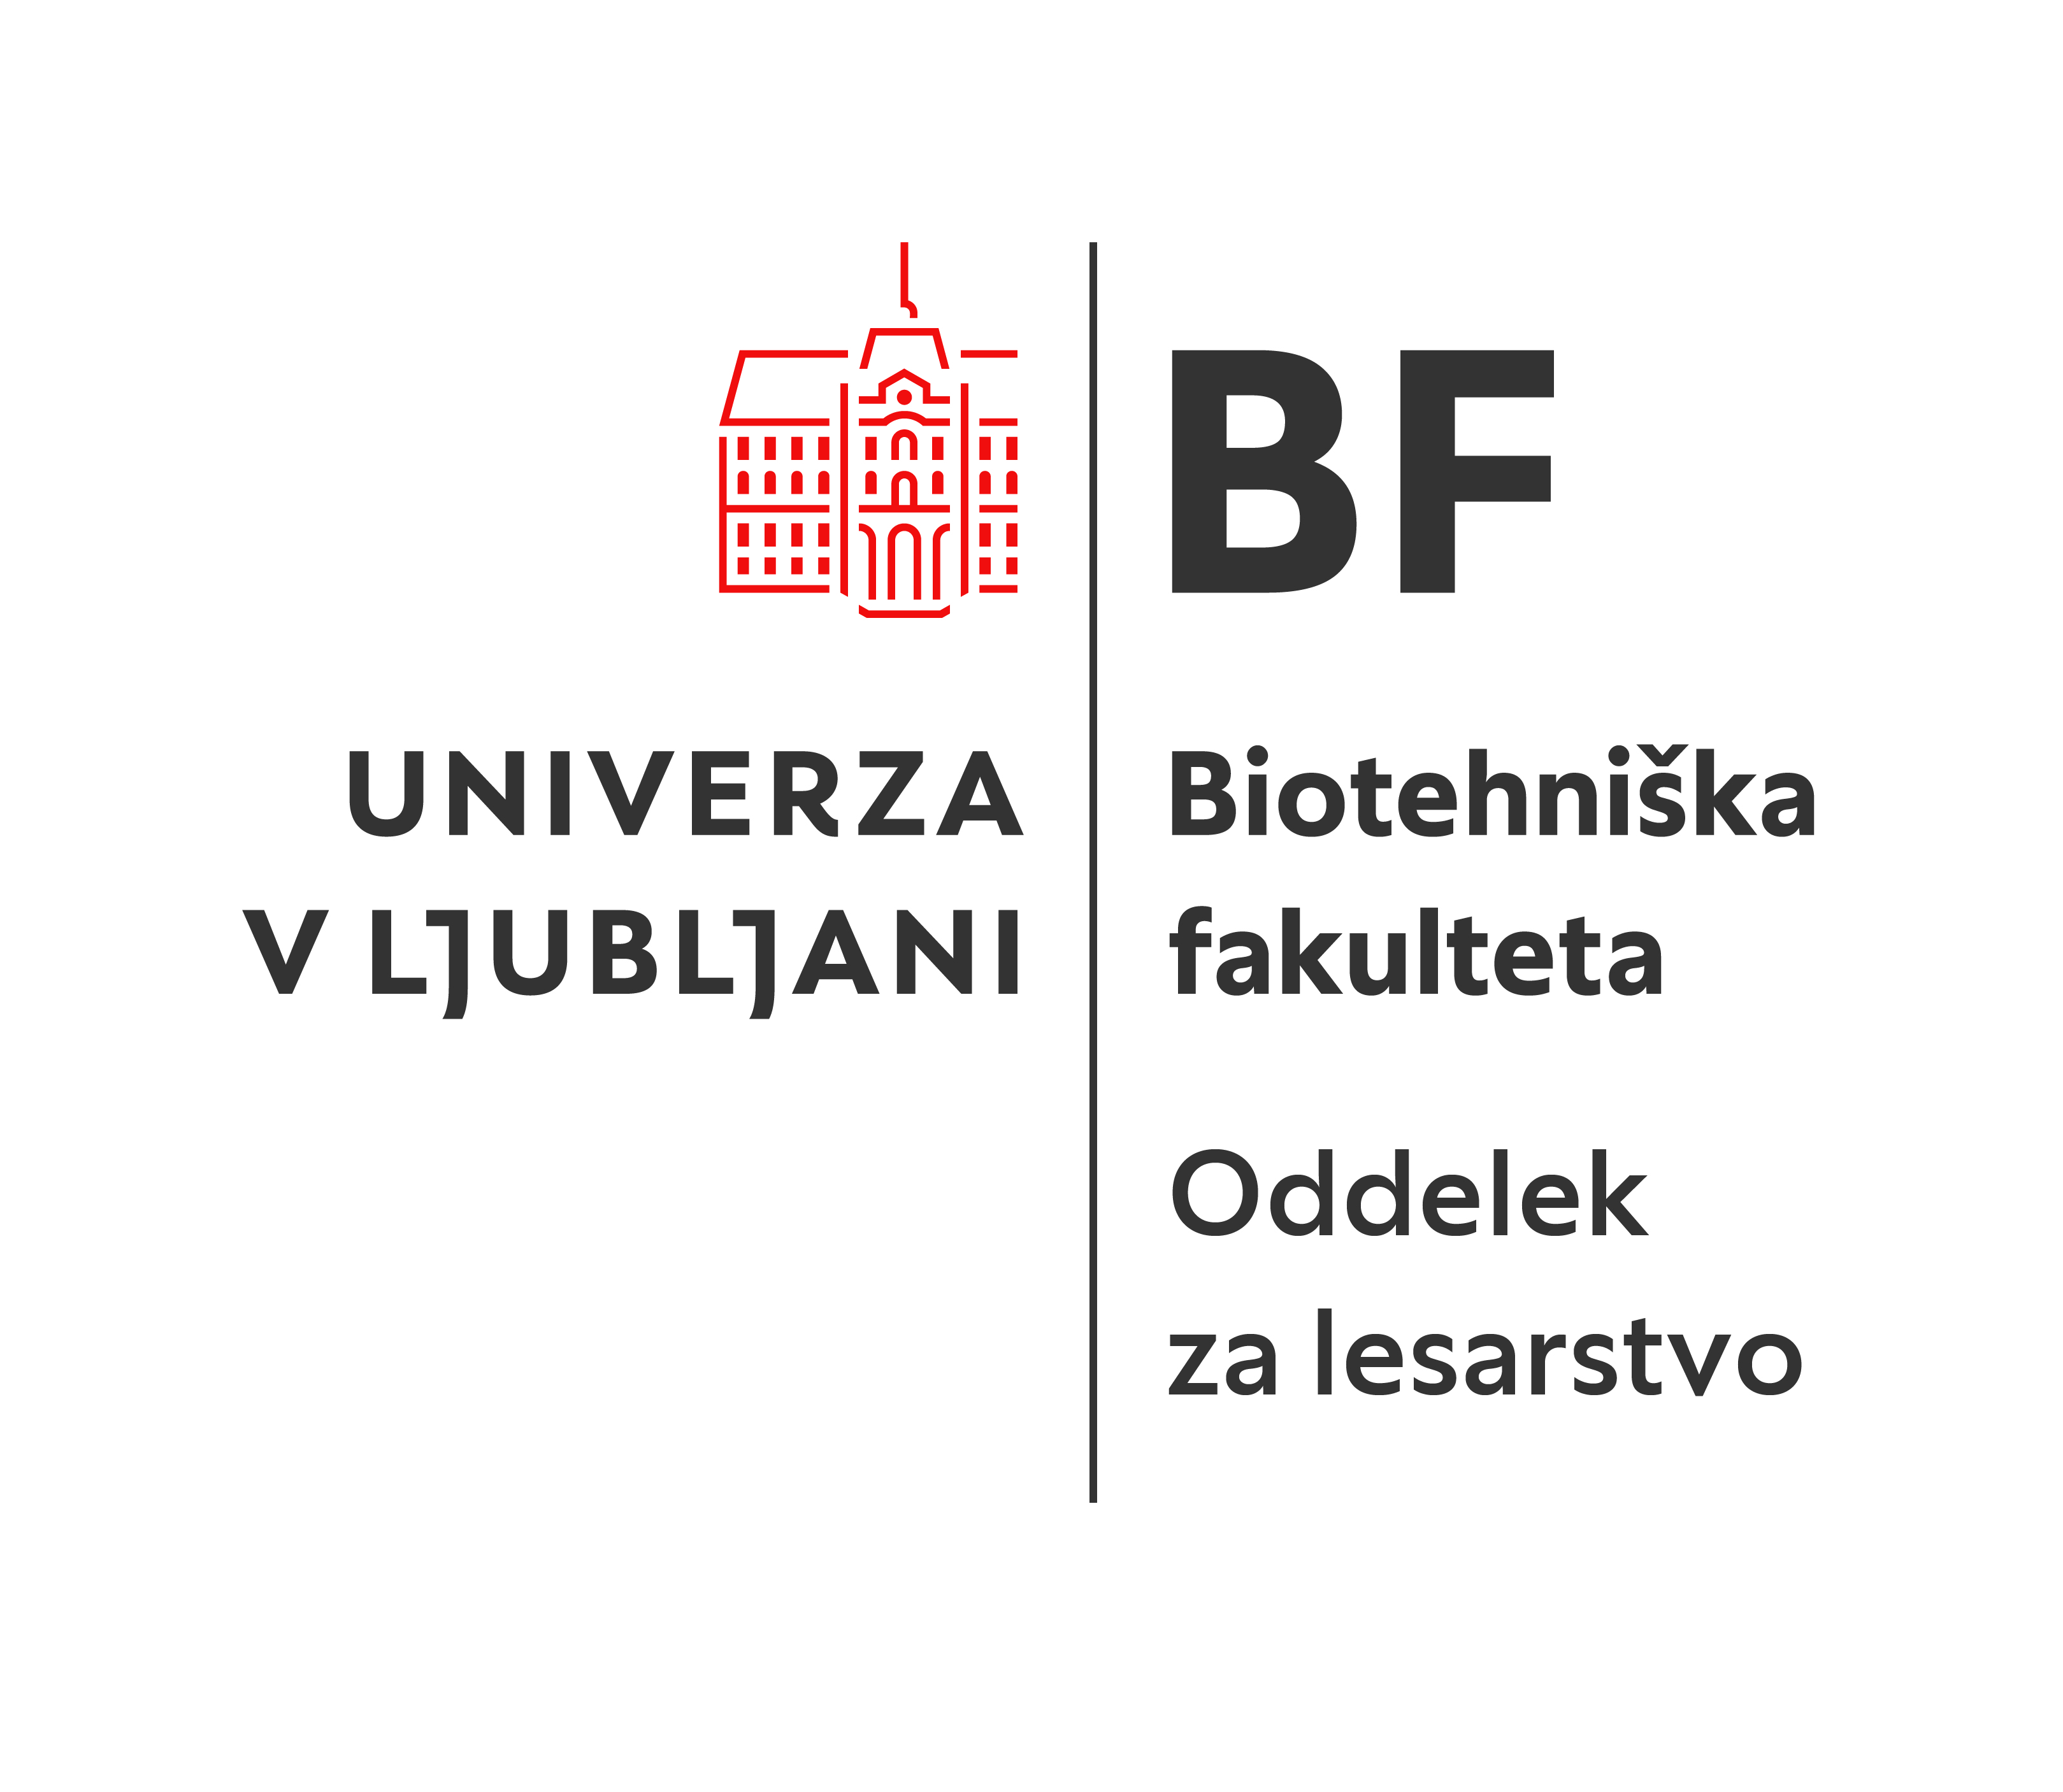 UNIVERZA
V LJUBLJANI
BF
Biotehniška
fakulteta
Oddelek
za lesarstvo